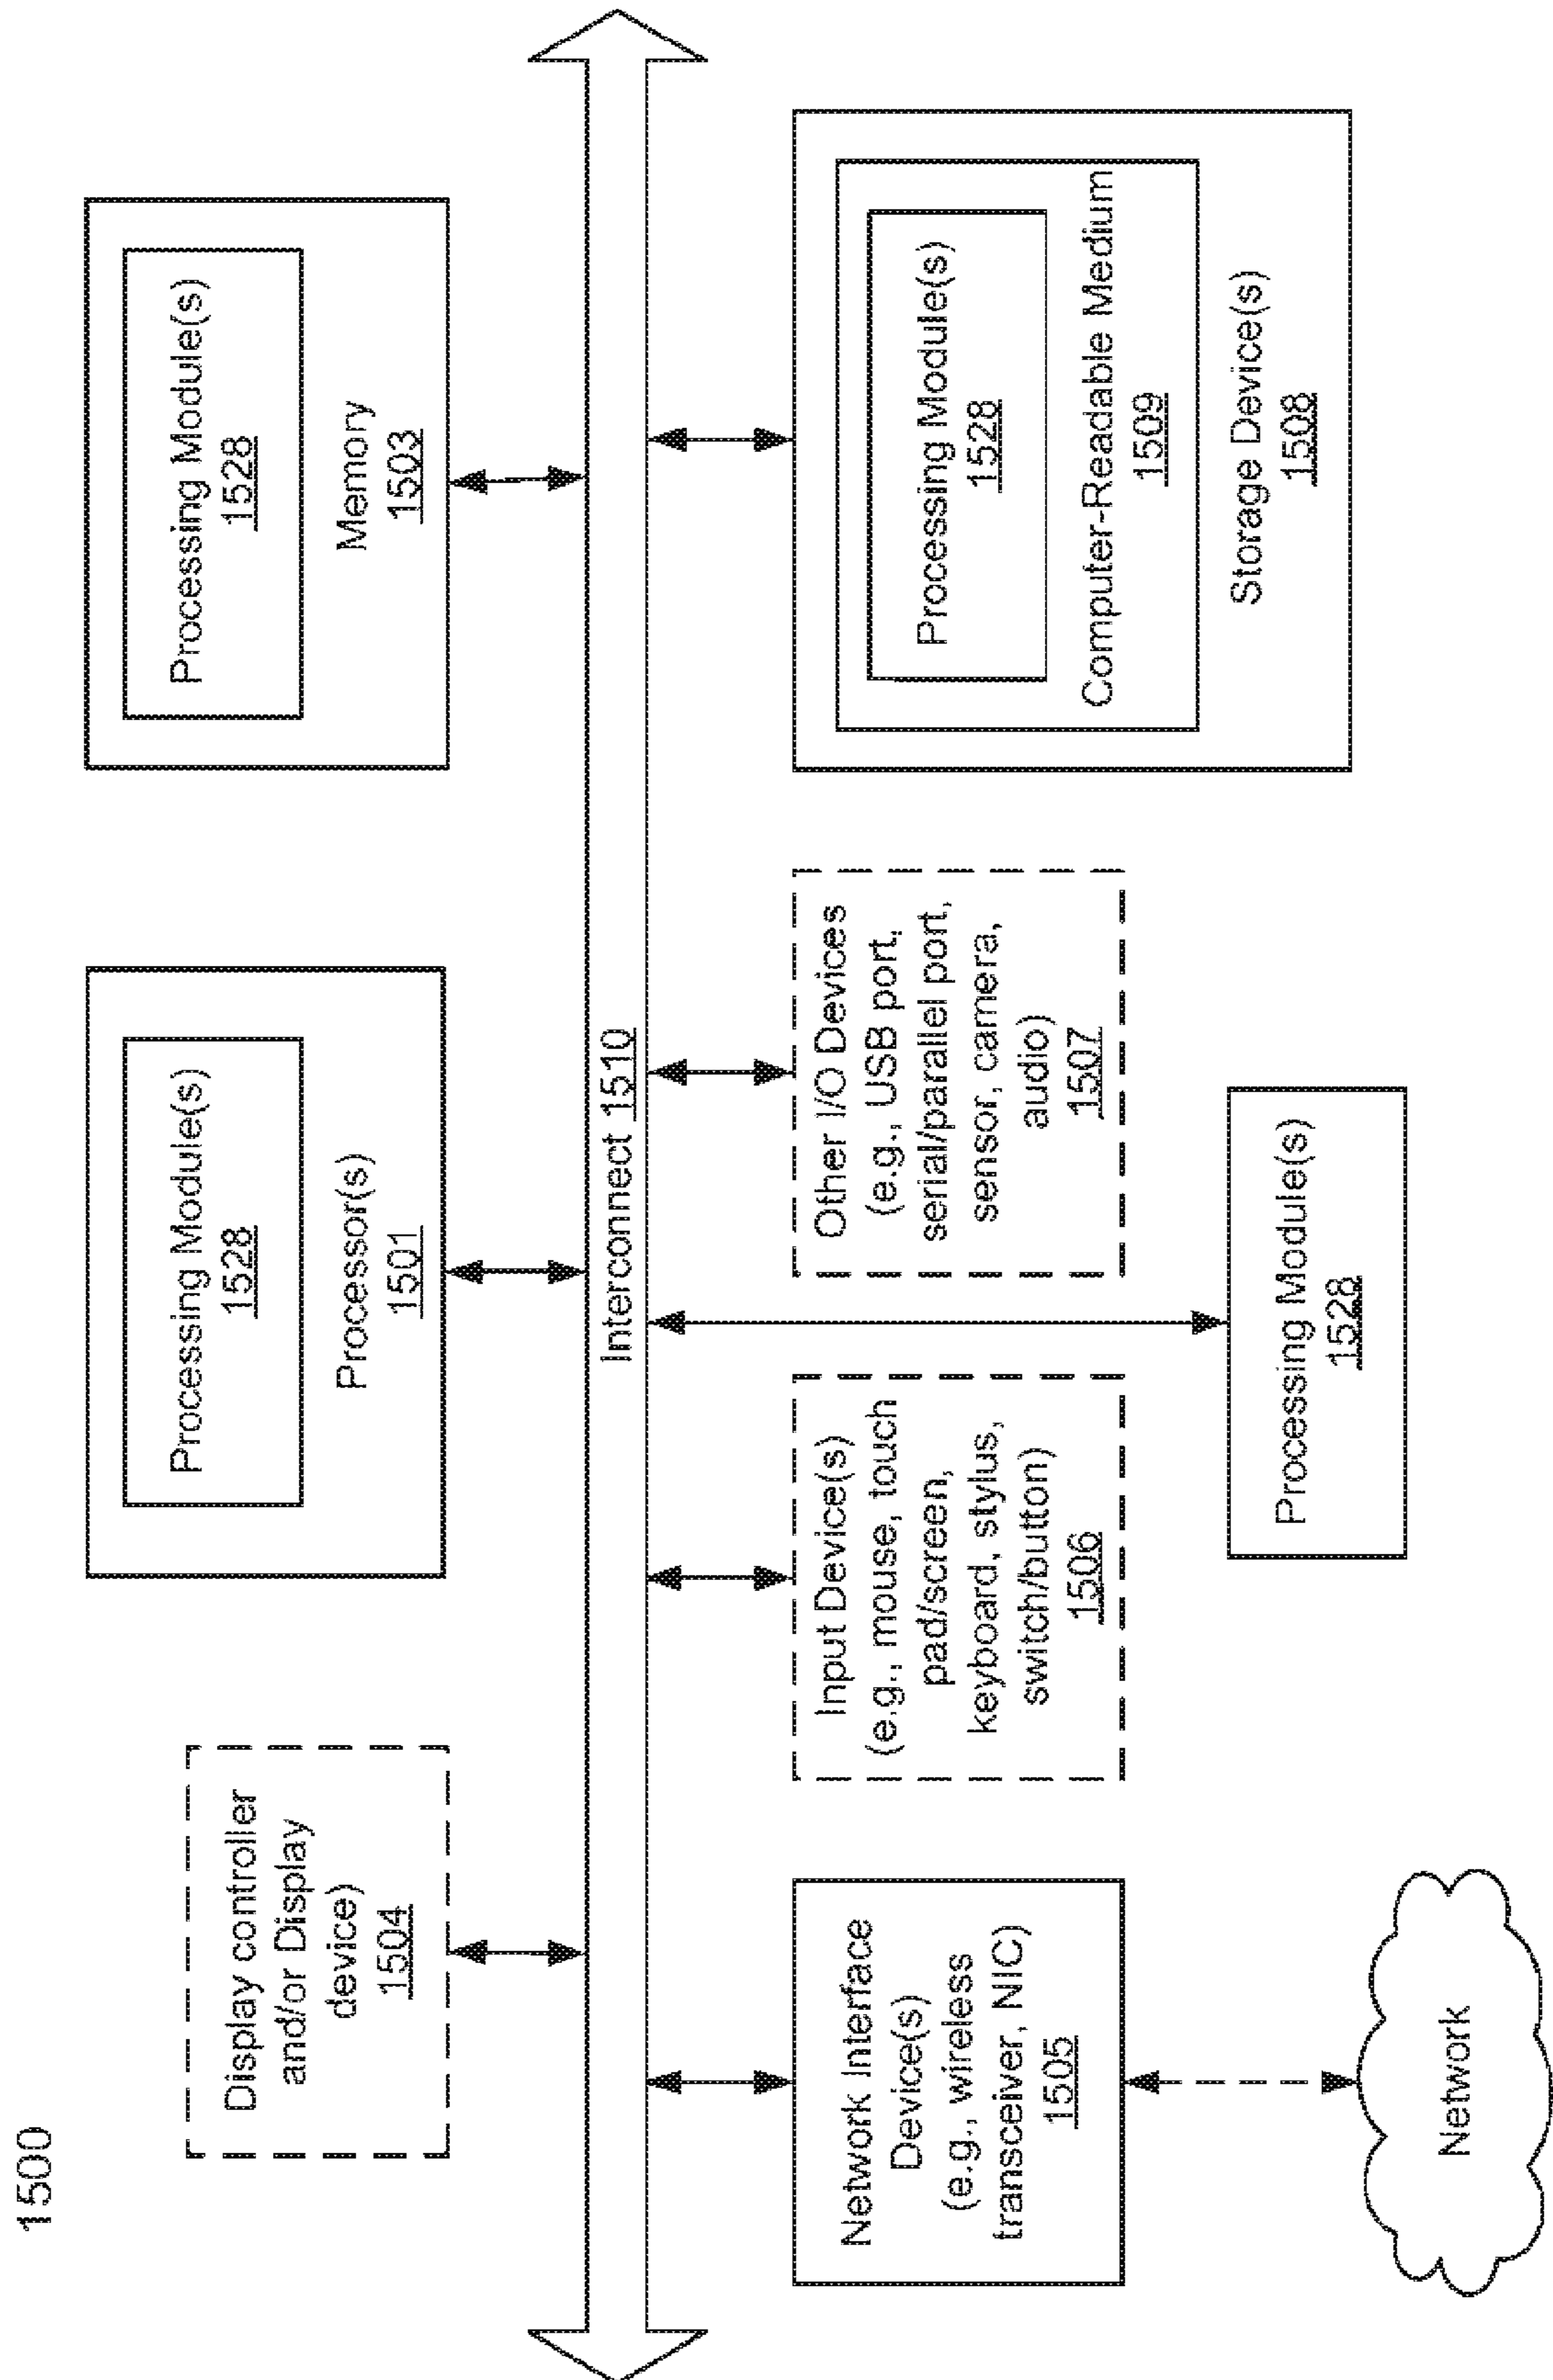 1500
Display controller
and/or Display
device)
1504
Processing Module(s)
1528
Processor(s)
1501
Processing Module(s)
1528
Memory
1503
Interconnect 1510
Network Interface
Device(s)
(e.g., wireless
transceiver, NIC)
1505
Input Device(s)
(e.g., mouse, touch
pad/screen,
keyboard, stylus,
switch/button)
1506
Other I/O Devices
(e.g., USB port,
serial/parallel port,
sensor, camera,
audio)
1507
Processing Module(s)
1528
Computer-Readable Medium
1509
Storage Device(s)
1508
Processing Module(s)
1528
Network